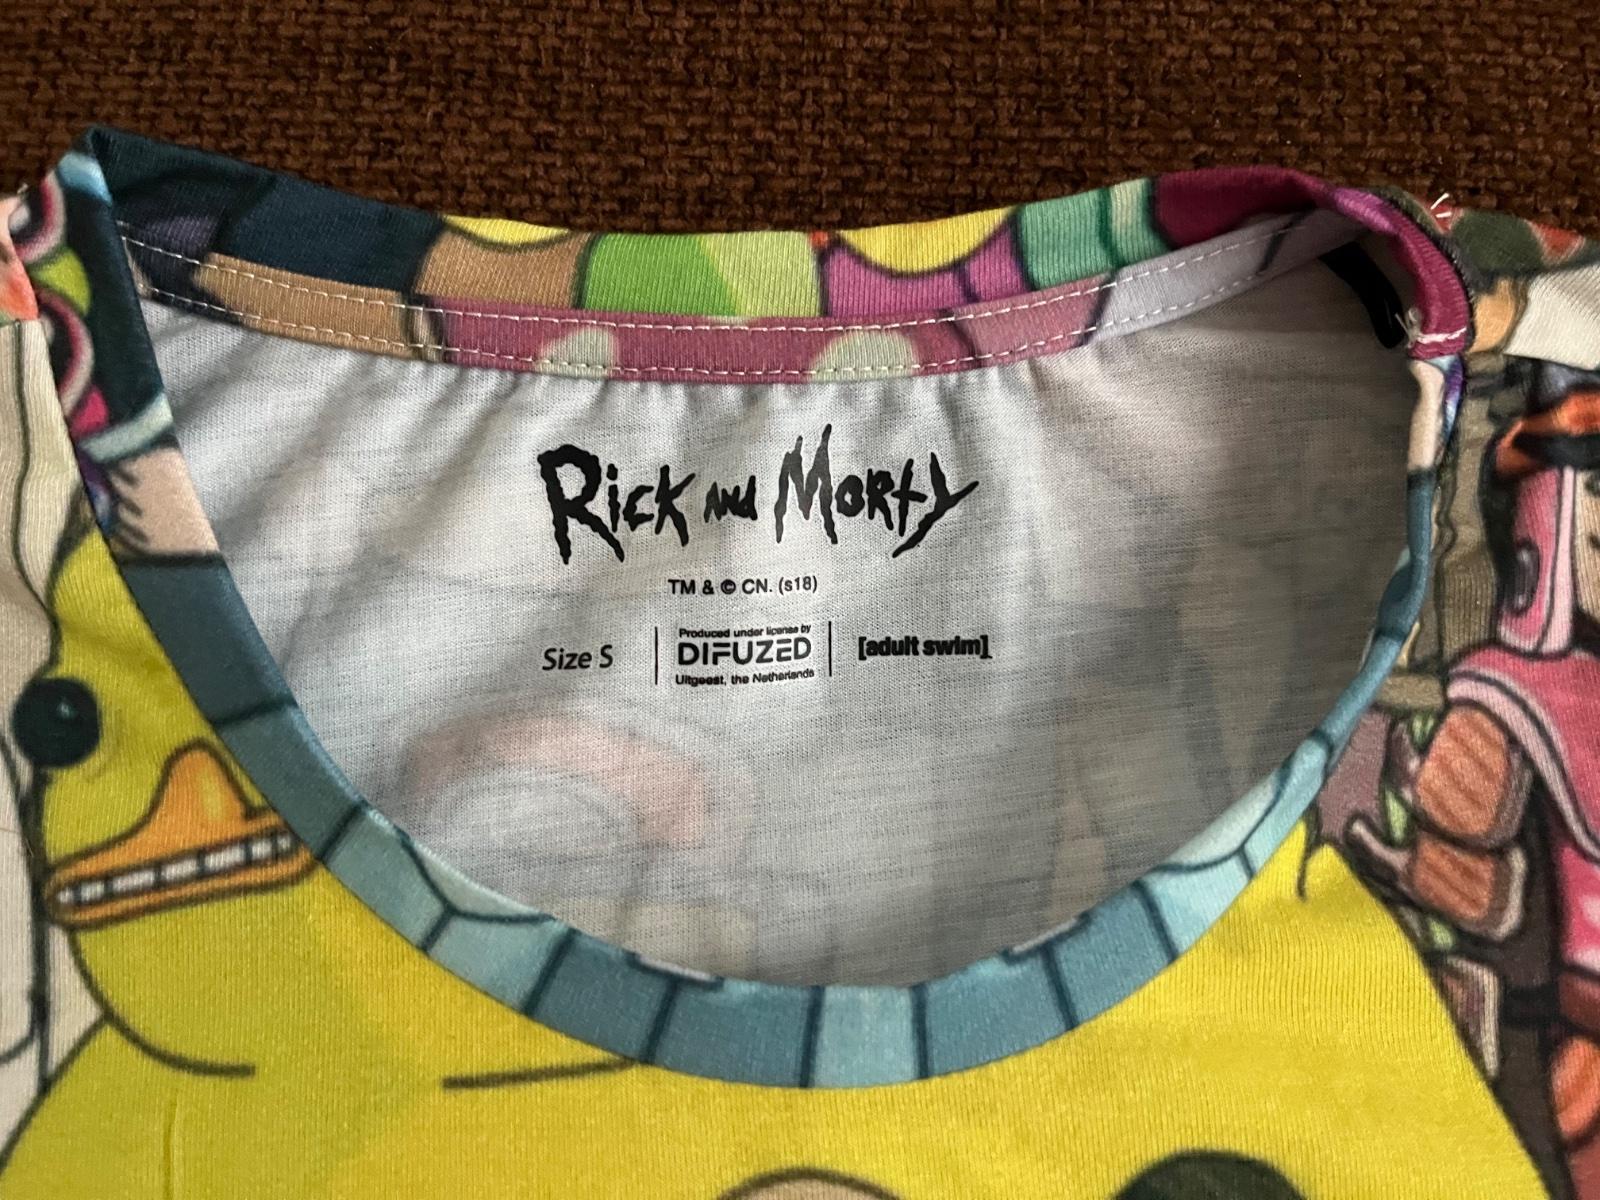 Rick and Morty
TM & © CN. (s18)
Size S
Produced under license by
DIFUZED
Uitgeest, the Netherlands
[adult swim]